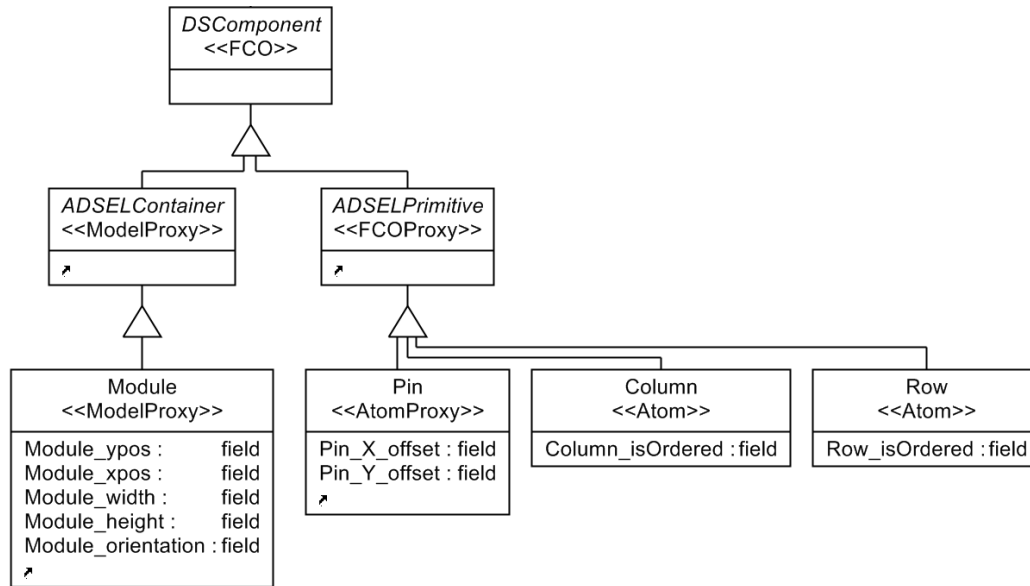 DSComponent
<<FCO>>
ADSELContainer
<<ModelProxy>>
ADSELPrimitive
<<FCOProxy>>
Module
<<ModelProxy>>
Module_ypos : field
Module_xpos : field
Module_width : field
Module_height : field
Module_orientation : field
Pin
<<AtomProxy>>
Pin_X_offset : field
Pin_Y_offset : field
Column
<<Atom>>
Column_isOrdered : field
Row
<<Atom>>
Row_isOrdered : field